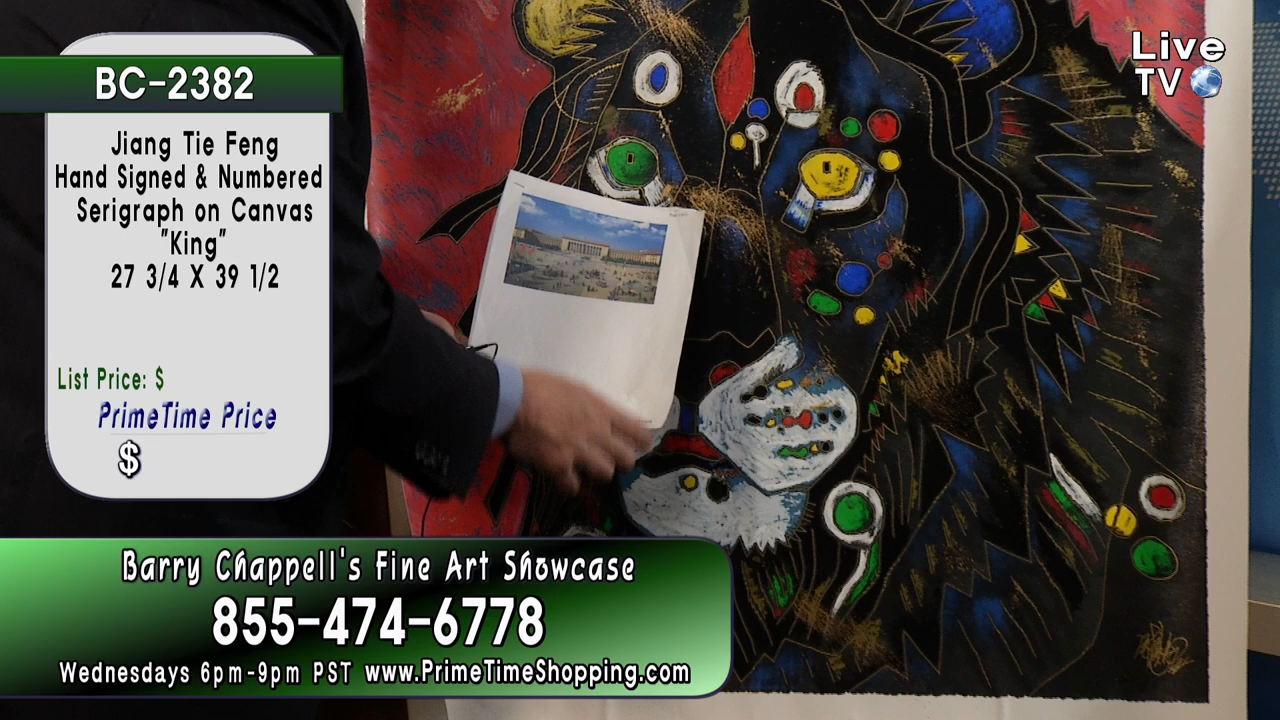 BC-2382
Jiang Tie Feng
Hand Signed & Numbered
Serigraph on Canvas
"King"
27 3/4 X 39 1/2
List Price: $
PrimeTime Price
$
Live
TV
Barry Chappell's Fine Art Showcase
855-474-6778
Wednesdays 6pm-9pm PST www.PrimeTimeShopping.com